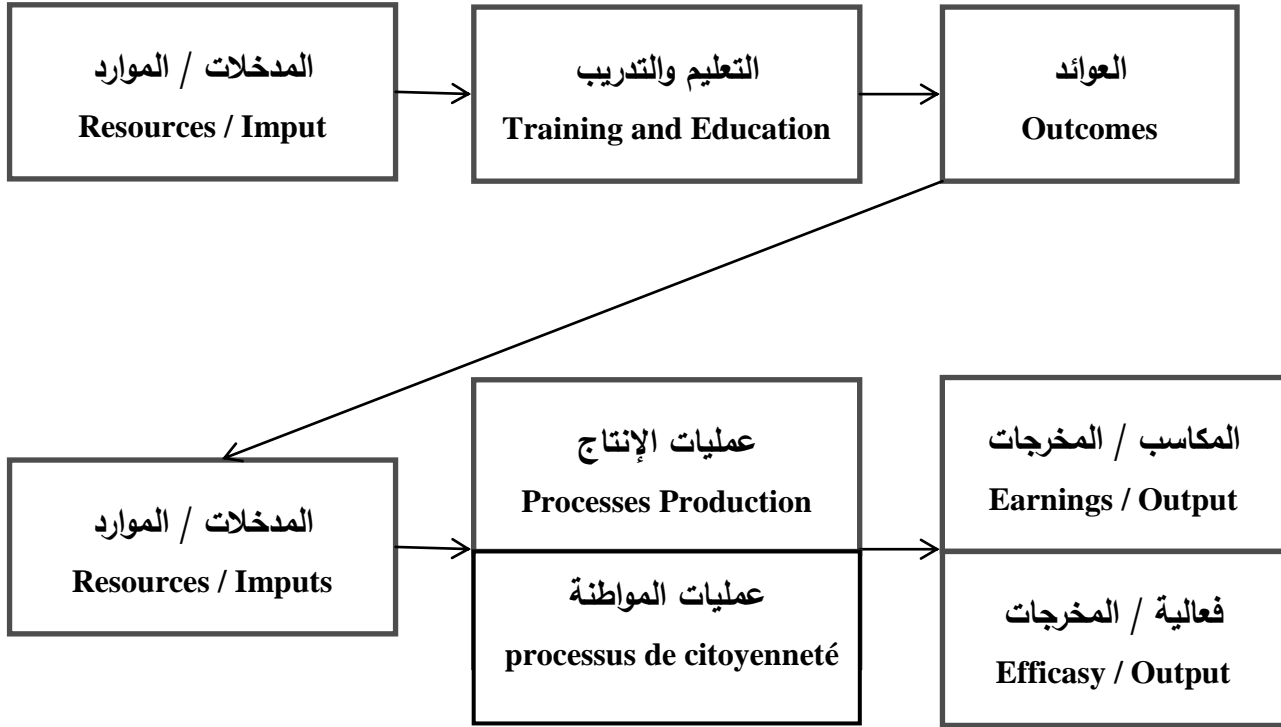 المدخلات / الموارد
Resources / Imput
التعليم والتدريب
Training and Education
العوائد
Outcomes
المدخلات / الموارد
Resources / Imputs
عمليات الإنتاج
Processes Production
عمليات المواطنة
processus de citoyenneté
المكاسب / المخرجات
Earnings / Output
فعالية / المخرجات
Efficasy / Output